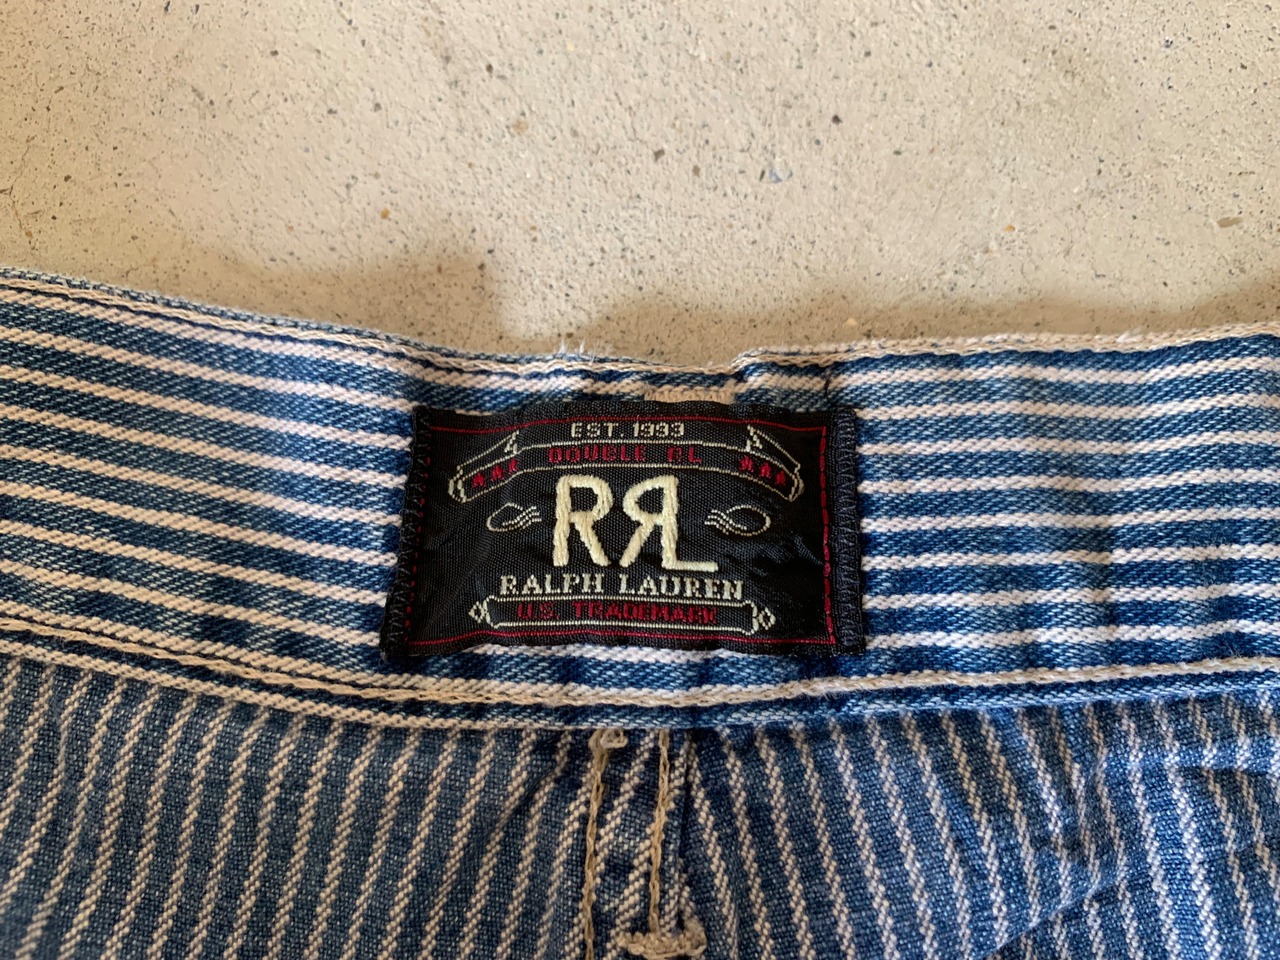 EST 1993
DOUBLE RL
RRL
RALPH LAUREN
U.S. TRADEMARK